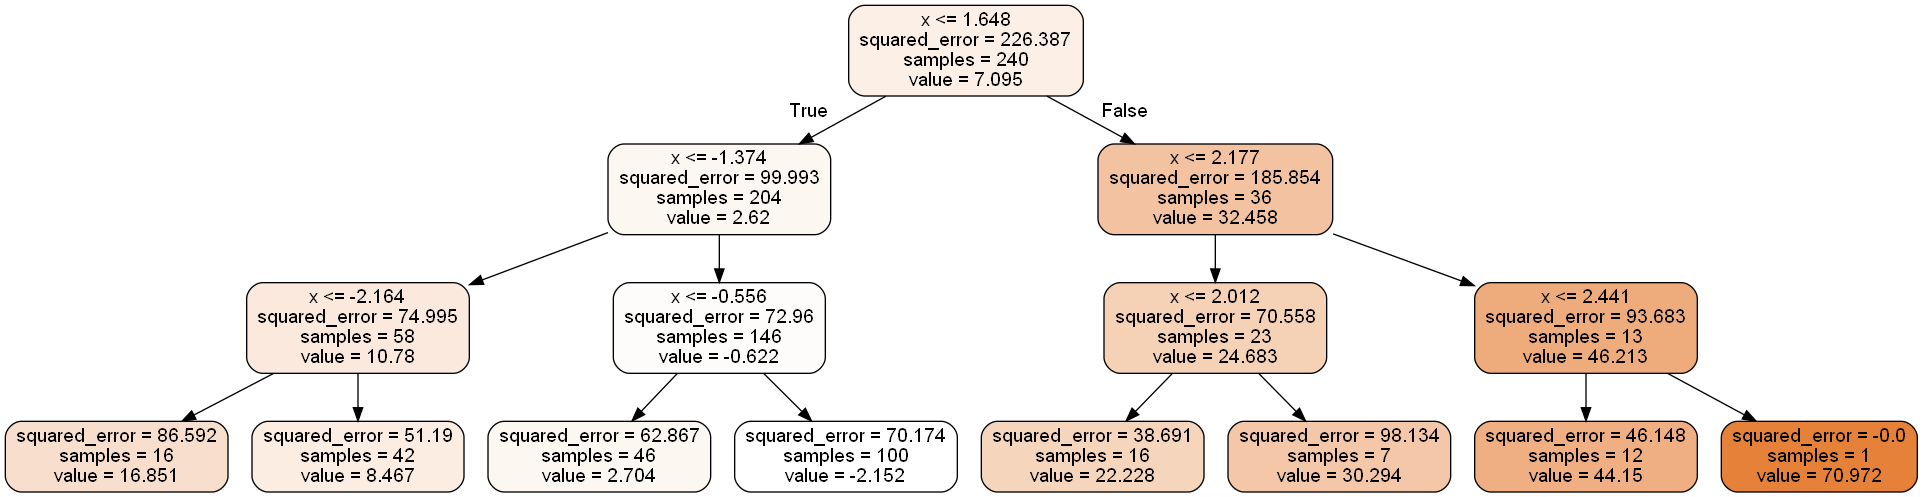 x <= 1.648
squared_error = 226.387
samples = 240
value = 7.095
True
False
x <= -1.374
squared_error = 99.993
samples = 204
value = 2.62
x <= 2.177
squared_error = 185.854
samples = 36
value = 32.458
x <= -2.164
squared_error = 74.995
samples = 58
value = 10.78
x <= -0.556
squared_error = 72.96
samples = 146
value = -0.622
x <= 2.012
squared_error = 70.558
samples = 23
value = 24.683
x <= 2.441
squared_error = 93.683
samples = 13
value = 46.213
squared_error = 86.592
samples = 16
value = 16.851
squared_error = 51.19
samples = 42
value = 8.467
squared_error = 62.867
samples = 46
value = 2.704
squared_error = 70.174
samples = 100
value = -2.152
squared_error = 38.691
samples = 16
value = 22.228
squared_error = 98.134
samples = 7
value = 30.294
squared_error = 46.148
samples = 12
value = 44.15
squared_error = -0.0
samples = 1
value = 70.972